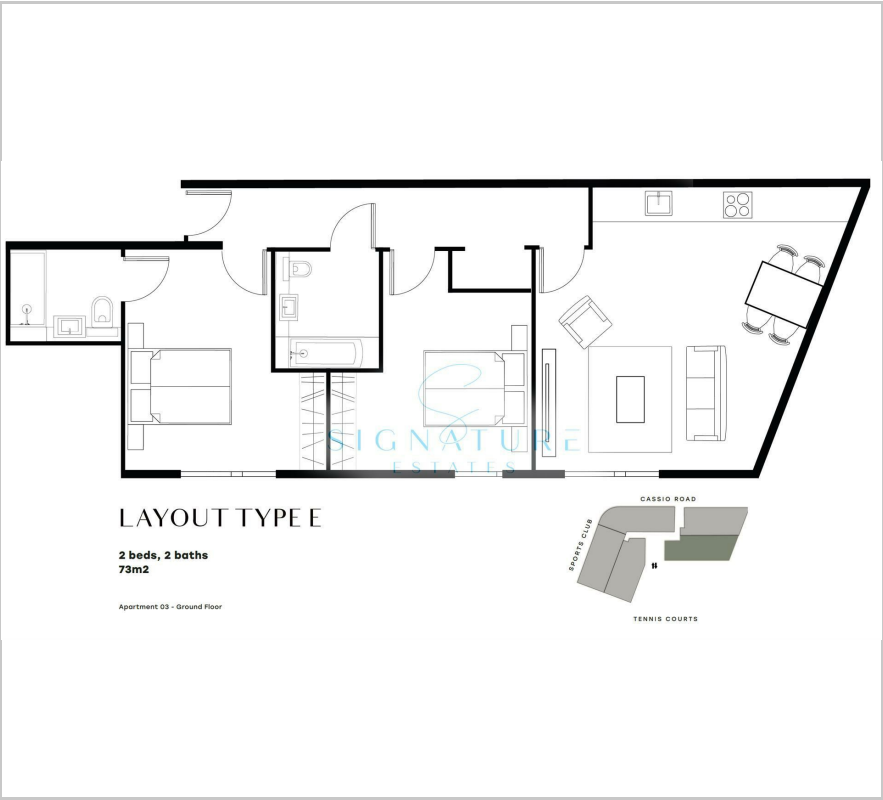 SIGNATURE
ESTATES
LAYOUT TYPE E
2 beds, 2 baths
73m2
Apartment 03 - Ground Floor
CASSIO ROAD
SPORTS CLUB
TENNIS COURTS